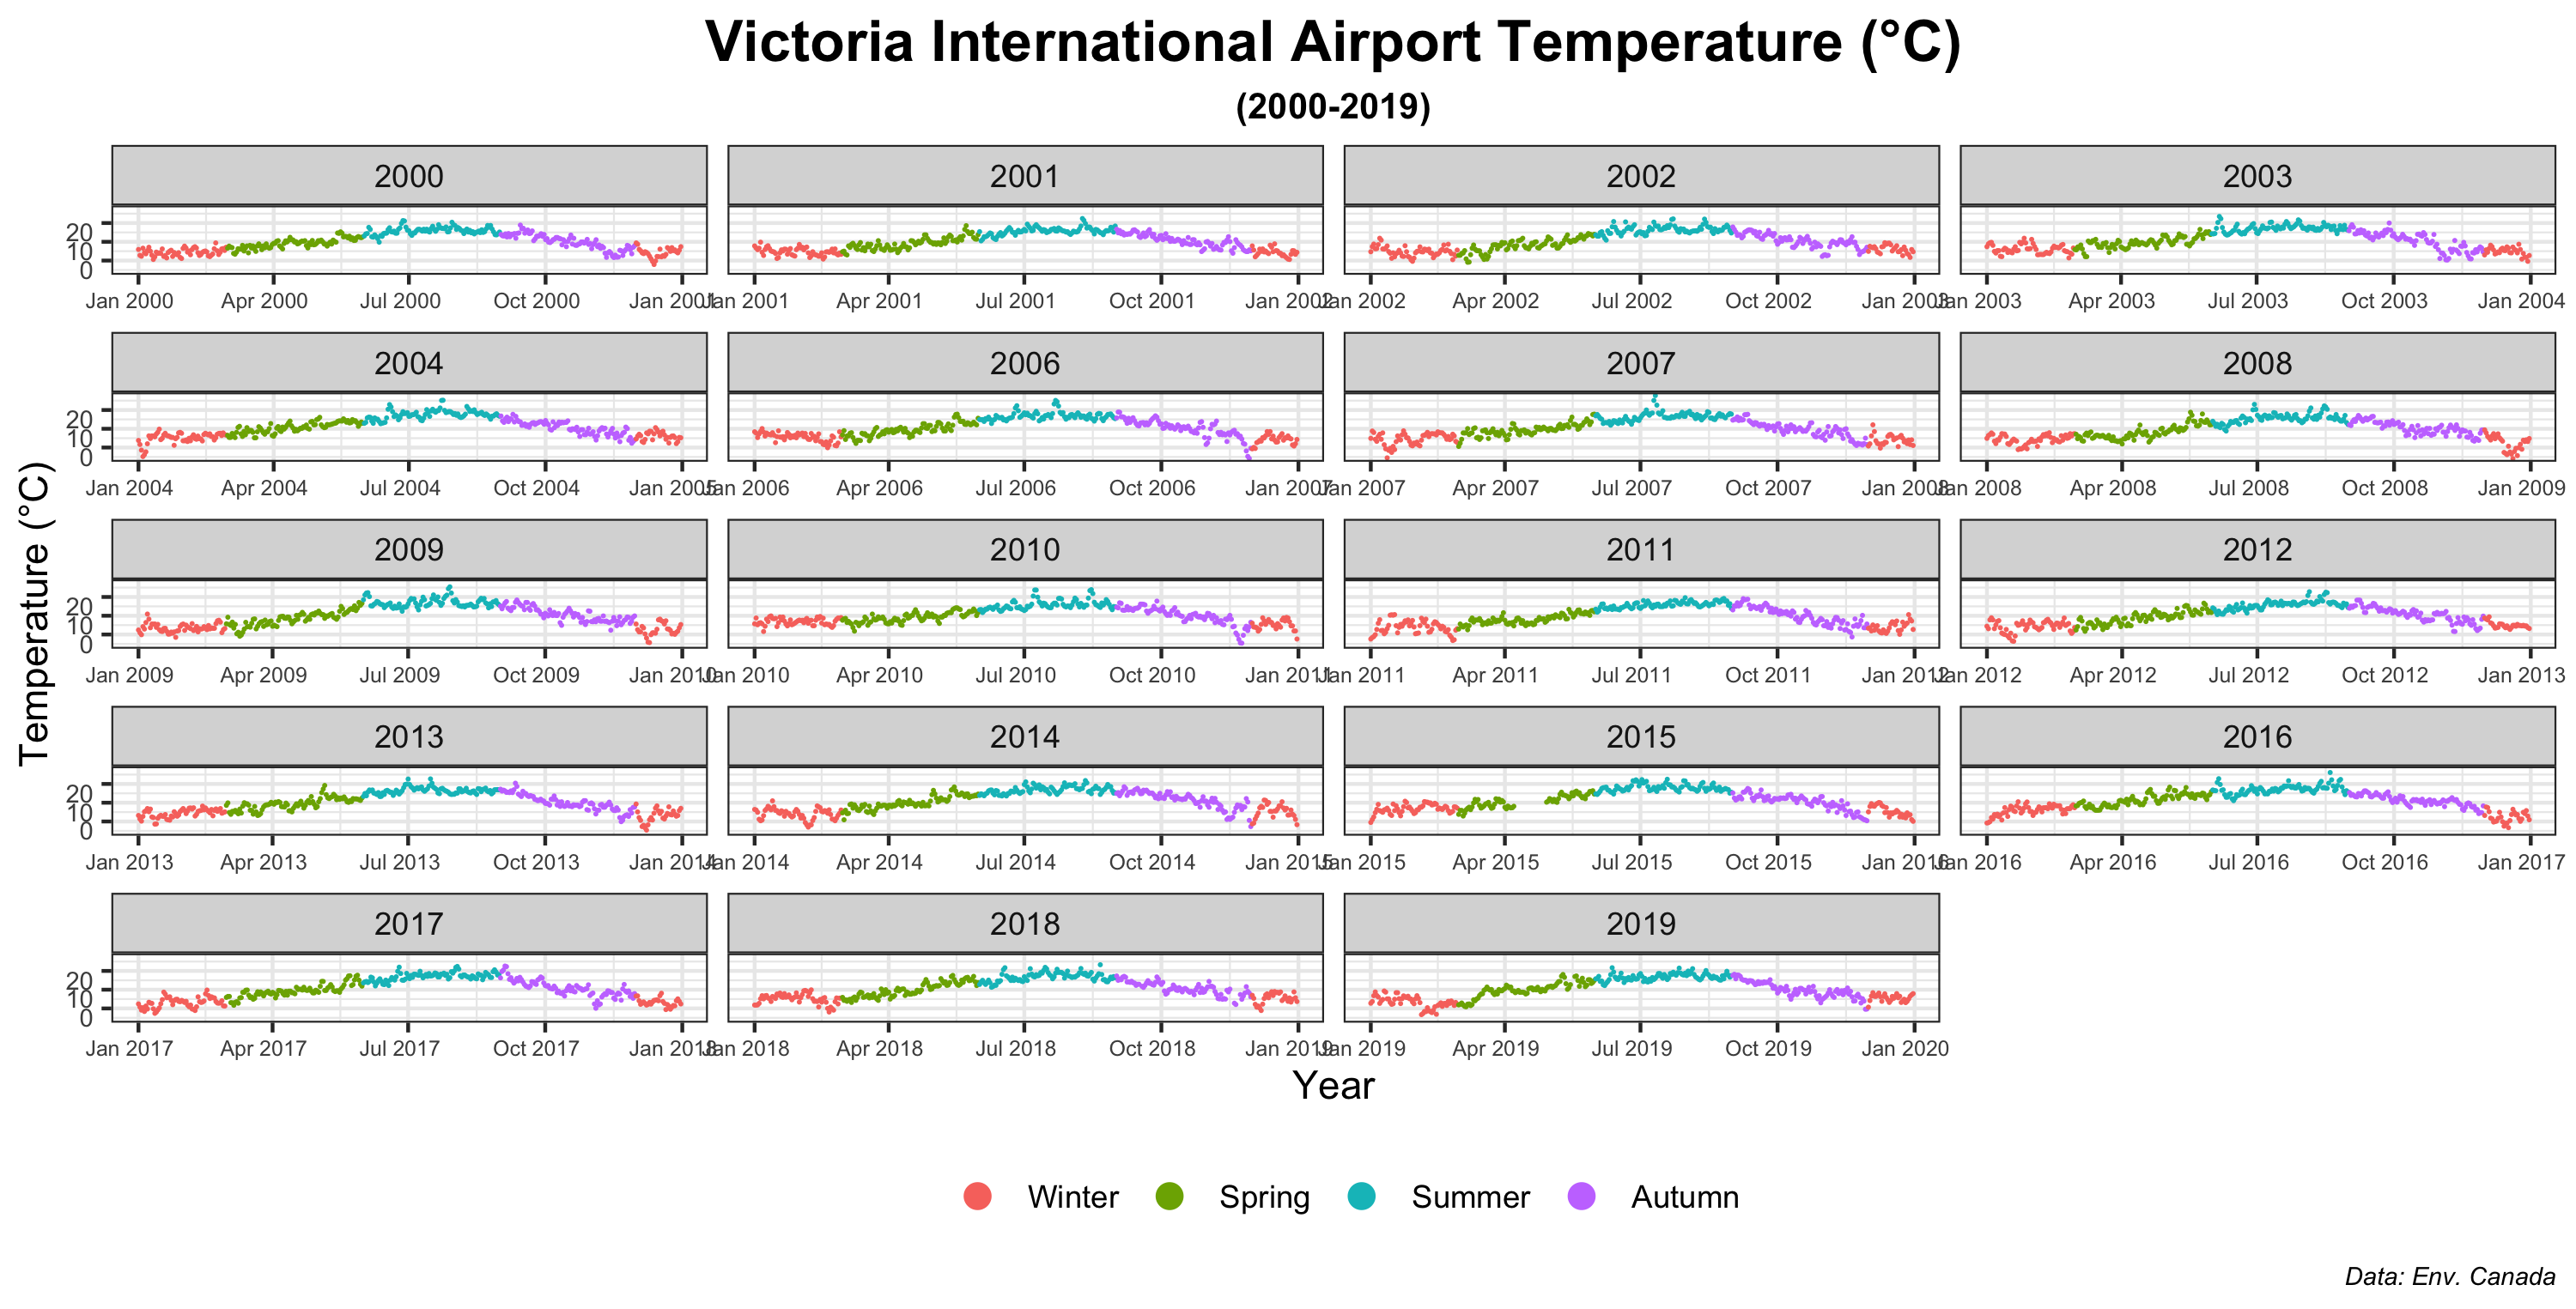 Victoria International Airport Temperature (°C)
(2000-2019)
2000 2001 2002 2003
20
10
0
Jan 2000 Apr 2000 Jul 2000 Oct 2000 Jan 2001 Jan 2001 Apr 2001 Jul 2001 Oct 2001 Jan 2002 Jan 2002 Apr 2002 Jul 2002 Oct 2002 Jan 2003 Jan 2003 Apr 2003 Jul 2003 Oct 2003 Jan 2004
2004 2006 2007 2008
20
10
0
Jan 2004 Apr 2004 Jul 2004 Oct 2004 Jan 2005 Jan 2006 Apr 2006 Jul 2006 Oct 2006 Jan 2007 Jan 2007 Apr 2007 Jul 2007 Oct 2007 Jan 2008 Jan 2008 Apr 2008 Jul 2008 Oct 2008 Jan 2009
Temperature (°C)
2009 2010 2011 2012
20
10
0
Jan 2009 Apr 2009 Jul 2009 Oct 2009 Jan 2010 Jan 2010 Apr 2010 Jul 2010 Oct 2010 Jan 2011 Jan 2011 Apr 2011 Jul 2011 Oct 2011 Jan 2012 Jan 2012 Apr 2012 Jul 2012 Oct 2012 Jan 2013
2013 2014 2015 2016
20
10
0
Jan 2013 Apr 2013 Jul 2013 Oct 2013 Jan 2014 Jan 2014 Apr 2014 Jul 2014 Oct 2014 Jan 2015 Jan 2015 Apr 2015 Jul 2015 Oct 2015 Jan 2016 Jan 2016 Apr 2016 Jul 2016 Oct 2016 Jan 2017
2017 2018 2019
20
10
0
Jan 2017 Apr 2017 Jul 2017 Oct 2017 Jan 2018 Jan 2018 Apr 2018 Jul 2018 Oct 2018 Jan 2019 Jan 2019 Apr 2019 Jul 2019 Oct 2019 Jan 2020
Year
Winter Spring Summer Autumn
Data: Env. Canada